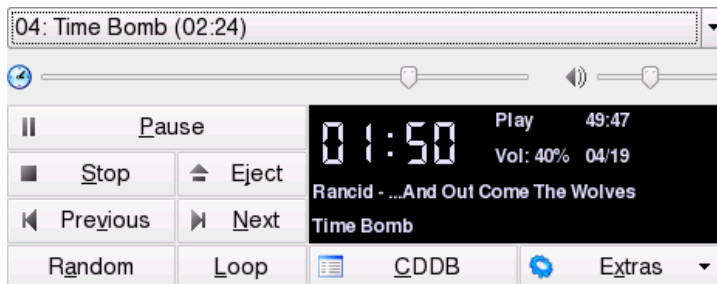 04: Time Bomb (02:24)
Pause
Stop
Eject
Previous
Next
Random
Loop
01:50
Play 49:47
Vol: 40% 04/19
Rancid - ...And Out Come The Wolves
Time Bomb
CDDB
Extras